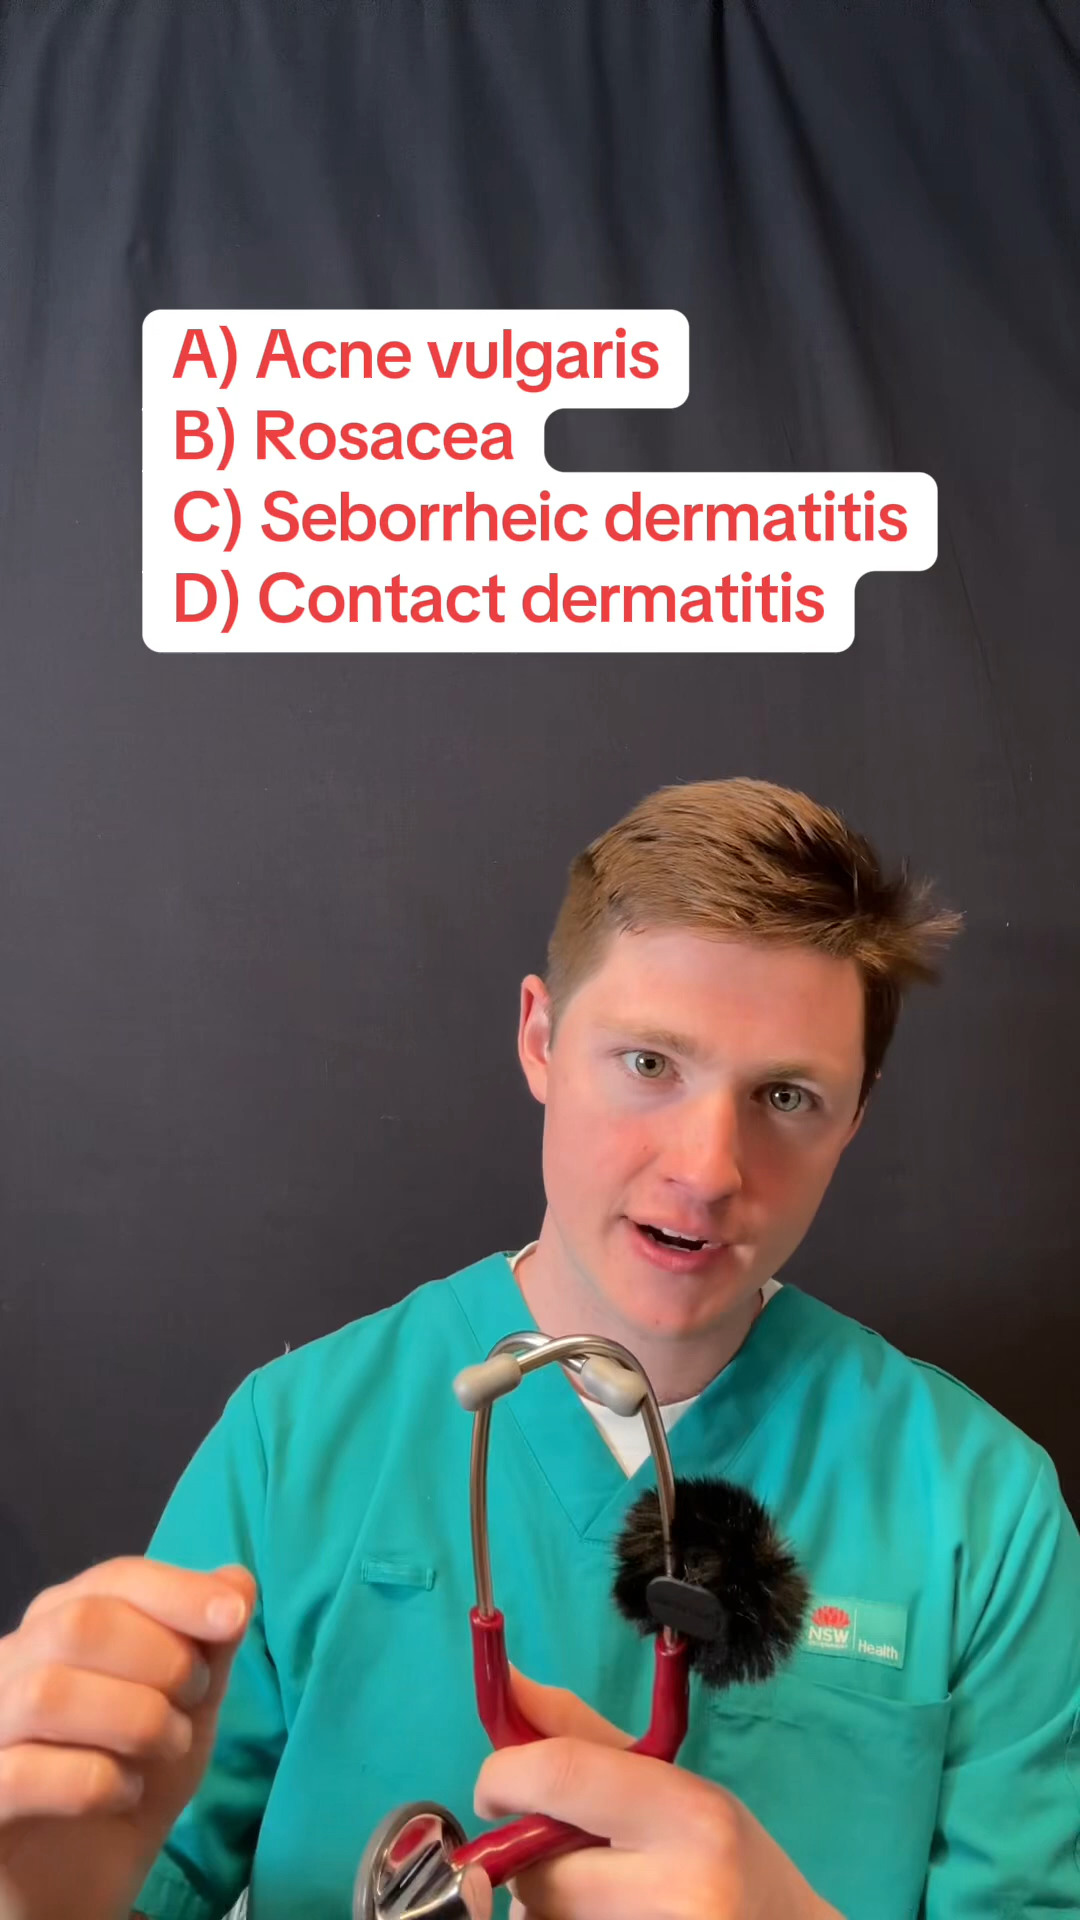 A) Acne vulgaris
B) Rosacea
C) Seborrheic dermatitis
D) Contact dermatitis
NSW
Health